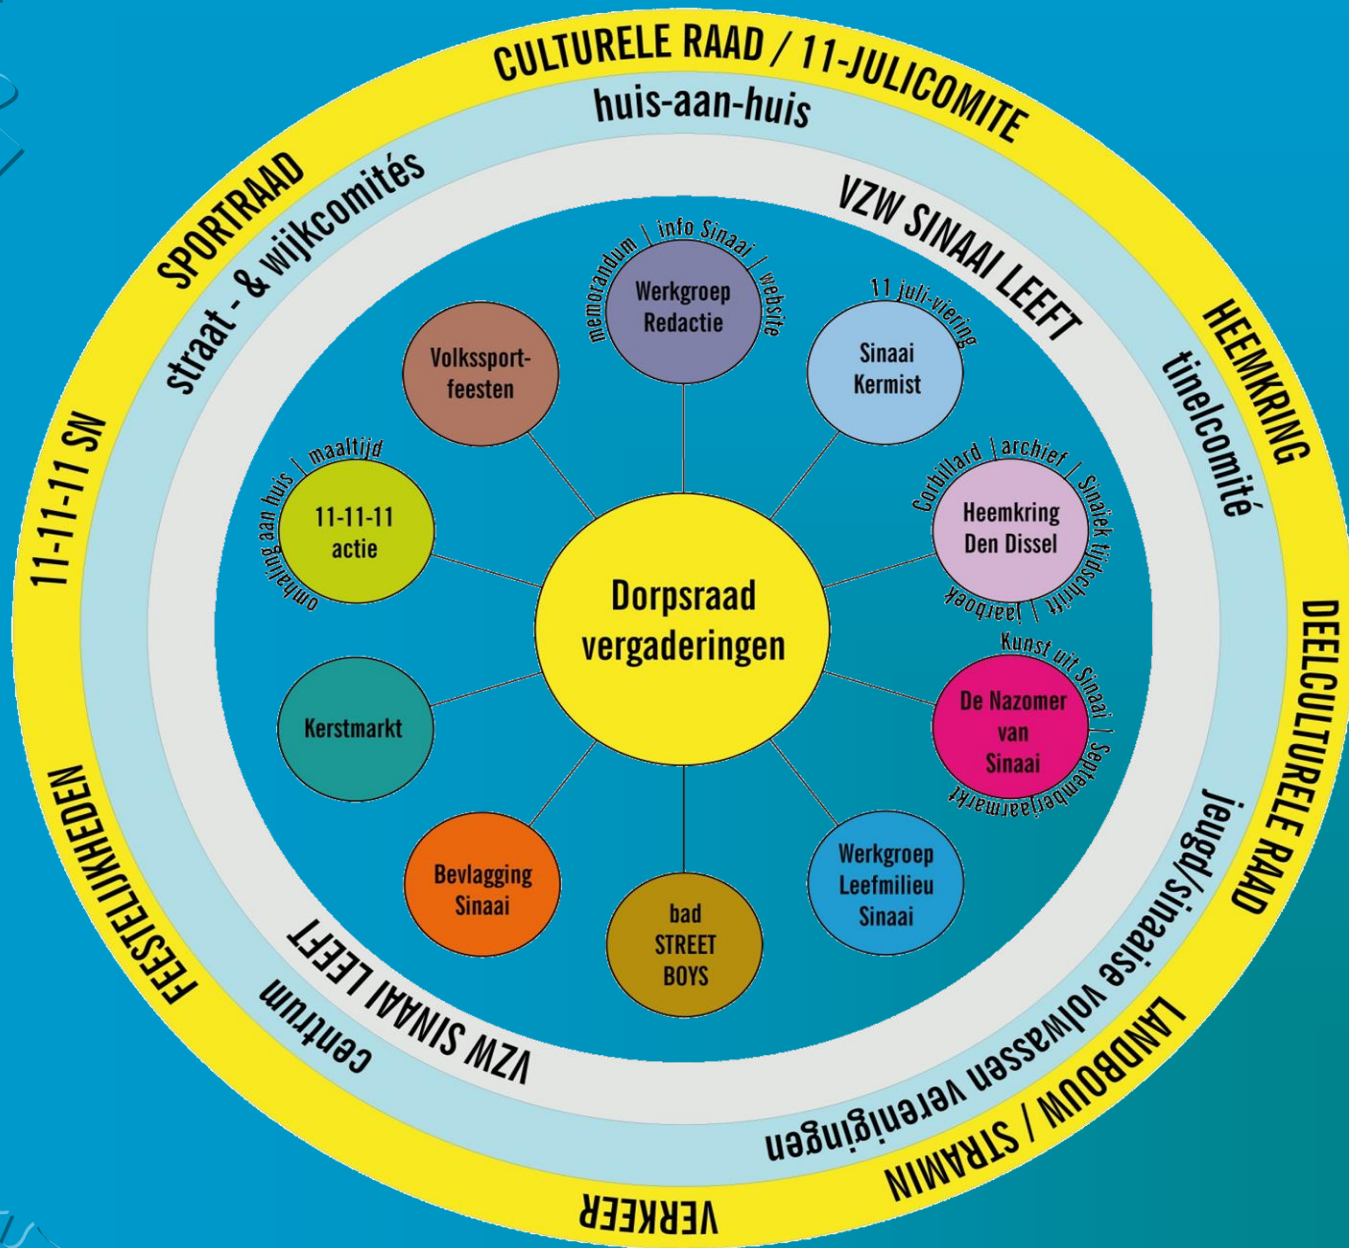 CULTURELE RAAD / 11-JULICOMITE
HEEMKRING
DEELCULTURELE RAAD
LANDBOUW / STRAMIN
VERKEER
FEESTELIJKHEDEN
11-11-11 SN
SPORTRAAD
huis-aan-huis
tinelcomité
jeugd/sinaaise volwassen verenigingen
centrum
straat - & wijkcomités
VZW SINAAI LEEFT
VZW SINAAI LEEFT
memorandum | info Sinaai | website
Werkgroep
Redactie
11 juli-viering
Sinaai
Kermist
Corbillard | archief | Sinaiek tijdschrift | jaarboek
Heemkring
Den Dissel
Kunst uit Sinaai | Septemberjaarmarkt
De Nazomer
van
Sinaai
Werkgroep
Leefmilieu
Sinaai
bad
STREET
BOYS
Bevlagging
Sinaai
Kerstmarkt
omhaling aan huis | maaltijd
11-11-11
actie
Volkssport-
feesten
Dorpsraad
vergaderingen